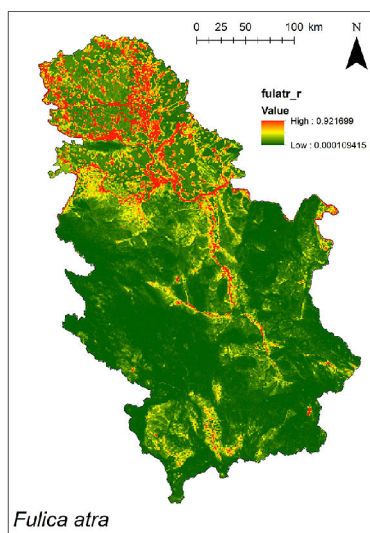 0 25 50 100 km
N
fulatr_r
Value
High : 0.921699
Low : 0.000109415
Fulica atra